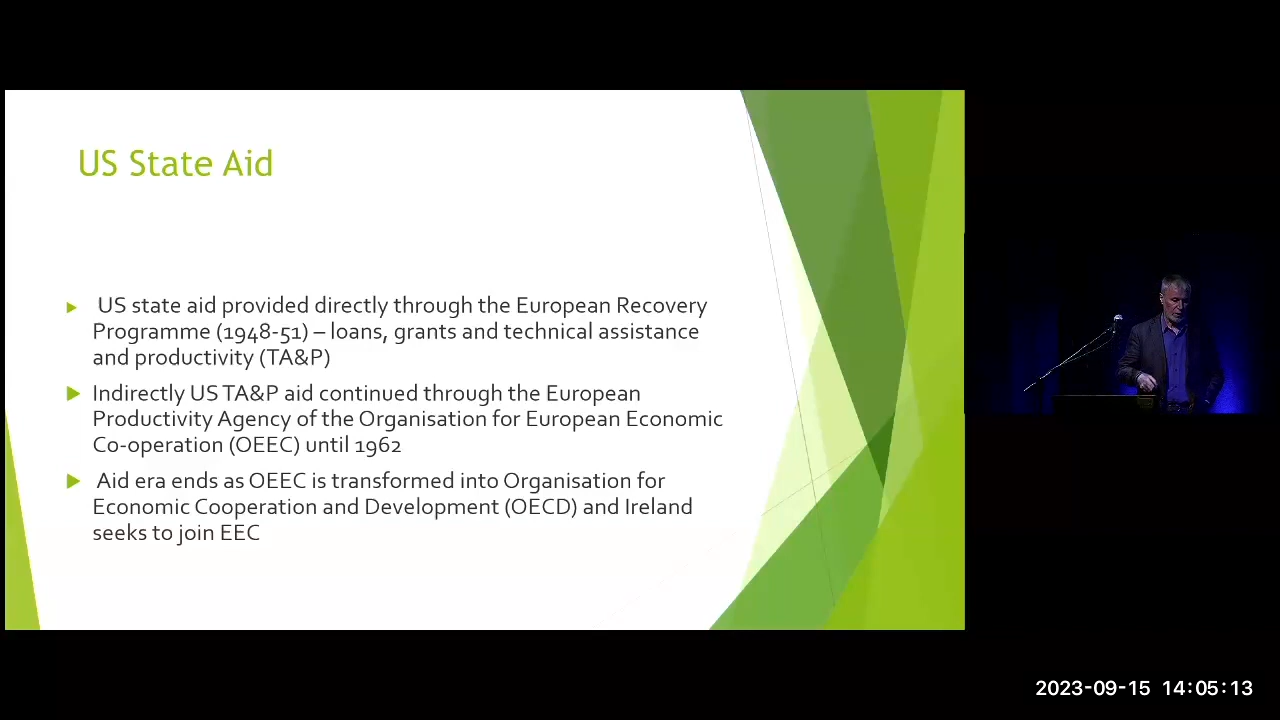 US State Aid
US state aid provided directly through the European Recovery
Programme (1948-51) – loans, grants and technical assistance
and productivity (TA&P)
Indirectly US TA&P aid continued through the European
Productivity Agency of the Organisation for European Economic
Co-operation (OEEC) until 1962
Aid era ends as OEEC is transformed into Organisation for
Economic Cooperation and Development (OECD) and Ireland
seeks to join EEC
2023-09-15 14:05:13